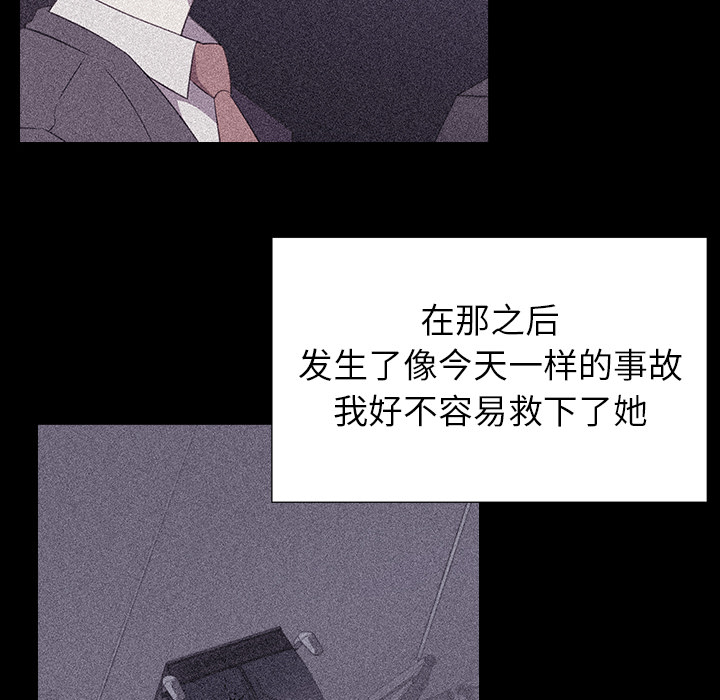 在那之后
发生了像今天一样的事故
我好不容易救下了她